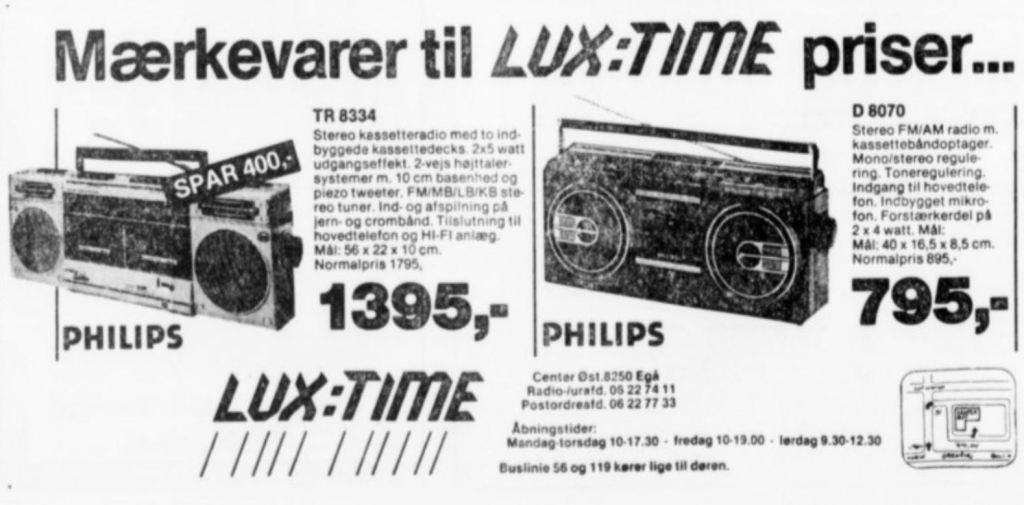 Mærkevarer til LUX:TIME priser...
TR 8334
Stereo kassetteradio med to ind-
byggede kassettedecks. 2x5 watt
udgangseffekt. 2-vejs højttaler-
systemer m. 10 cm basenhed og
piezo tweeter. FM/MB/LB/KB ste-
reo tuner. Ind- og afspilning på
jern- og crombånd. Tilslutning til
hovedtelefon og HI-FI anlæg.
Mål: 56 x 22 x 10 cm.
Normalpris 1795,
SPAR 400,-
1395,-
PHILIPS
D 8070
Stereo FM/AM radio m.
kassettebåndoptager.
Mono/stereo regule-
ring. Toneregulering.
Indgang til hovedtele-
fon. Indbygget mikro-
fon. Forstærkerdel på
2 x 4 watt. Mål:
Mål: 40 x 16,5 x 8,5 cm.
Normalpris 895,-
795,-
PHILIPS
LUX:TIME
Center Øst.8250 Egå
Radio-/urafd. 06 22 74 11
Postordreafd. 06 22 77 33
Åbningstider:
Mandag-torsdag 10-17.30 - fredag 10-19.00 - lørdag 9.30-12.30
Buslinie 56 og 119 kører lige til døren.